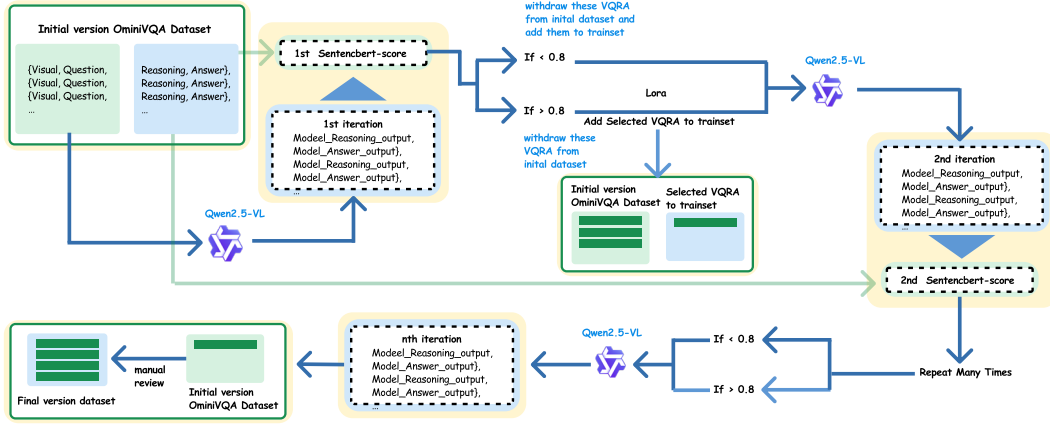 Initial version OminiVQA Dataset
{Visual, Question,
{Visual, Question,
{Visual, Question,
...
Reasoning, Answer},
Reasoning, Answer},
Reasoning, Answer},
...
1st Sentencbert-score
1st iteration
Modeel_Reasoning_output,
Model_Answer_output},
Model_Reasoning_output,
Model_Answer_output},
...
Qwen2.5-VL
withdraw these VQRA
from inital dataset and
add them to trainset
If < 0.8
If > 0.8
Lora
Add Selected VQRA to trainset
withdraw these
VQRA from
inital dataset
Initial version
OminiVQA Dataset
Selected VQRA
to trainset
Qwen2.5-VL
2nd iteration
Modeel_Reasoning_output,
Model_Answer_output},
Model_Reasoning_output,
Model_Answer_output},
...
2nd Sentencbert-score
Repeat Many Times
If < 0.8
If > 0.8
Qwen2.5-VL
nth iteration
Modeel_Reasoning_output,
Model_Answer_output},
Model_Reasoning_output,
Model_Answer_output},
...
manual
review
Initial version
OminiVQA Dataset
Final version dataset